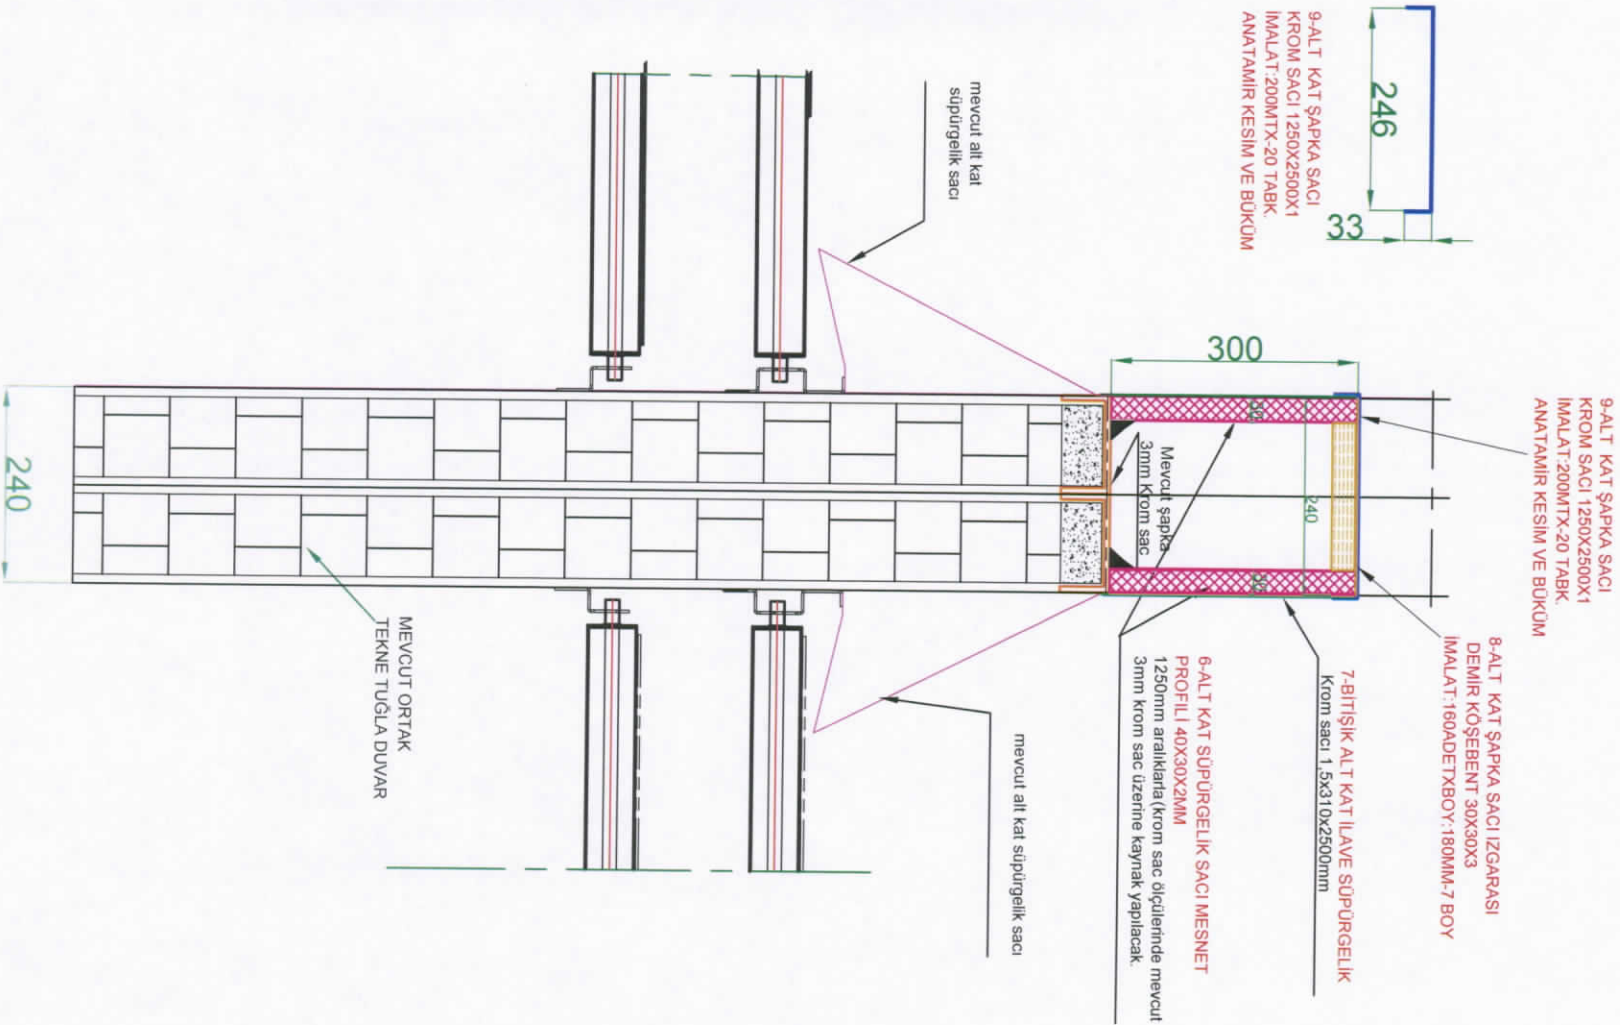 9-ALT KAT ŞAPKA SACI
KROM SACI 1250X2500X1
İMALAT:200MTX-20 TABK.
ANATAMİR KESİM VE BÜKÜM
246
33
9-ALT KAT ŞAPKA SACI
KROM SACI 1250X2500X1
İMALAT:200MTX-20 TABK.
ANATAMİR KESİM VE BÜKÜM
8-ALT KAT ŞAPKA SACI IZGARASI
DEMİR KÖŞEBENT 30X30X3
İMALAT:160ADETXBOY:180MM-7 BOY
7-BİTİŞİK ALT KAT İLAVE SÜPÜRGELİK
Krom sacı 1,5x310x2500mm
6-ALT KAT SÜPÜRGELİK SACI MESNET
PROFİLİ 40X30X2MM
1250mm aralıklarla(krom sac ölçülerinde mevcut
3mm krom sac üzerine kaynak yapılacak.
300
240
30
30
Mevcut şapka
3mm Krom sac
mevcut alt kat
süpürgelik sacı
mevcut alt kat süpürgelik sacı
MEVCUT ORTAK
TEKNE TUĞLA DUVAR
240